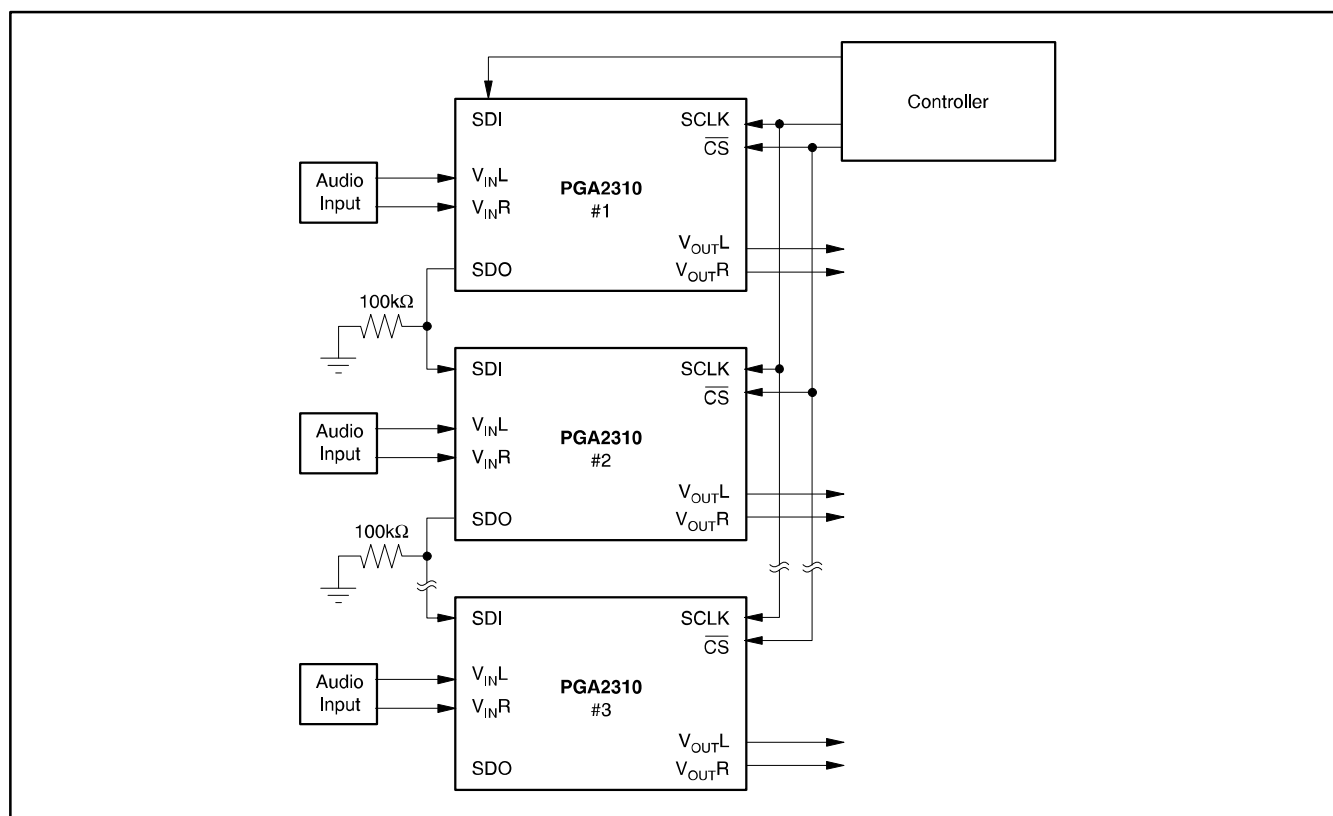 Controller
SDI SCLK
CS
Audio
Input
VINL
VINR
PGA2310
#1
VOUTL
VOUTR
SDO
100kΩ
SDI SCLK
CS
Audio
Input
VINL
VINR
PGA2310
#2
VOUTL
VOUTR
SDO
100kΩ
SDI SCLK
CS
Audio
Input
VINL
VINR
PGA2310
#3
VOUTL
VOUTR
SDO